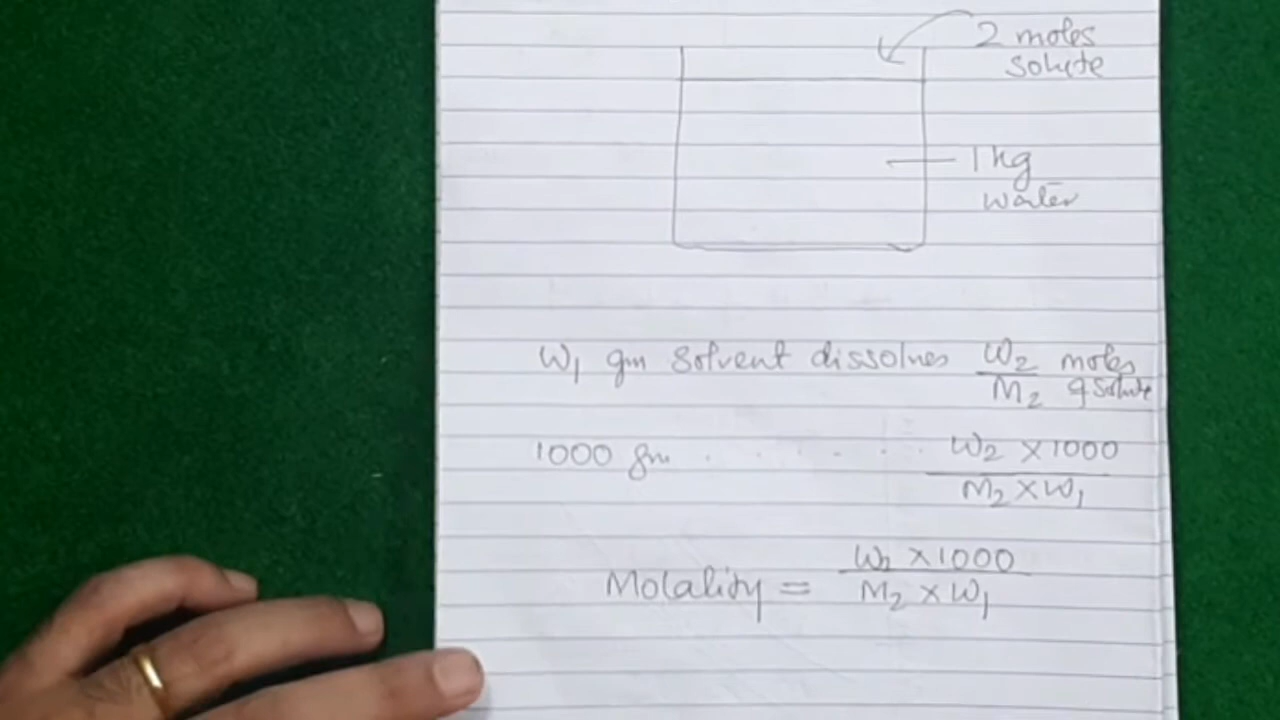 2 moles
solute
1 kg
water
W₁ gm solvent dissolves W₂/M₂ moles of solute
1000 gm . . . . . . W₂ × 1000 / M₂ × W₁
Molality = W₂ × 1000 / M₂ × W₁